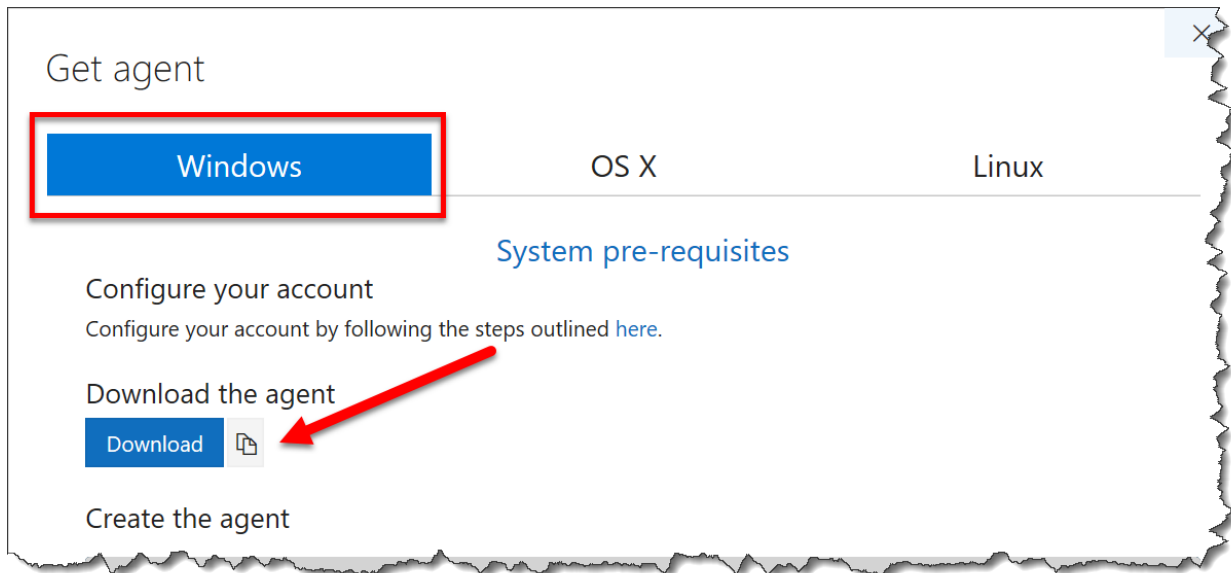 Get agent
Windows OS X Linux
System pre-requisites
Configure your account
Configure your account by following the steps outlined here.
Download the agent
Download
Create the agent